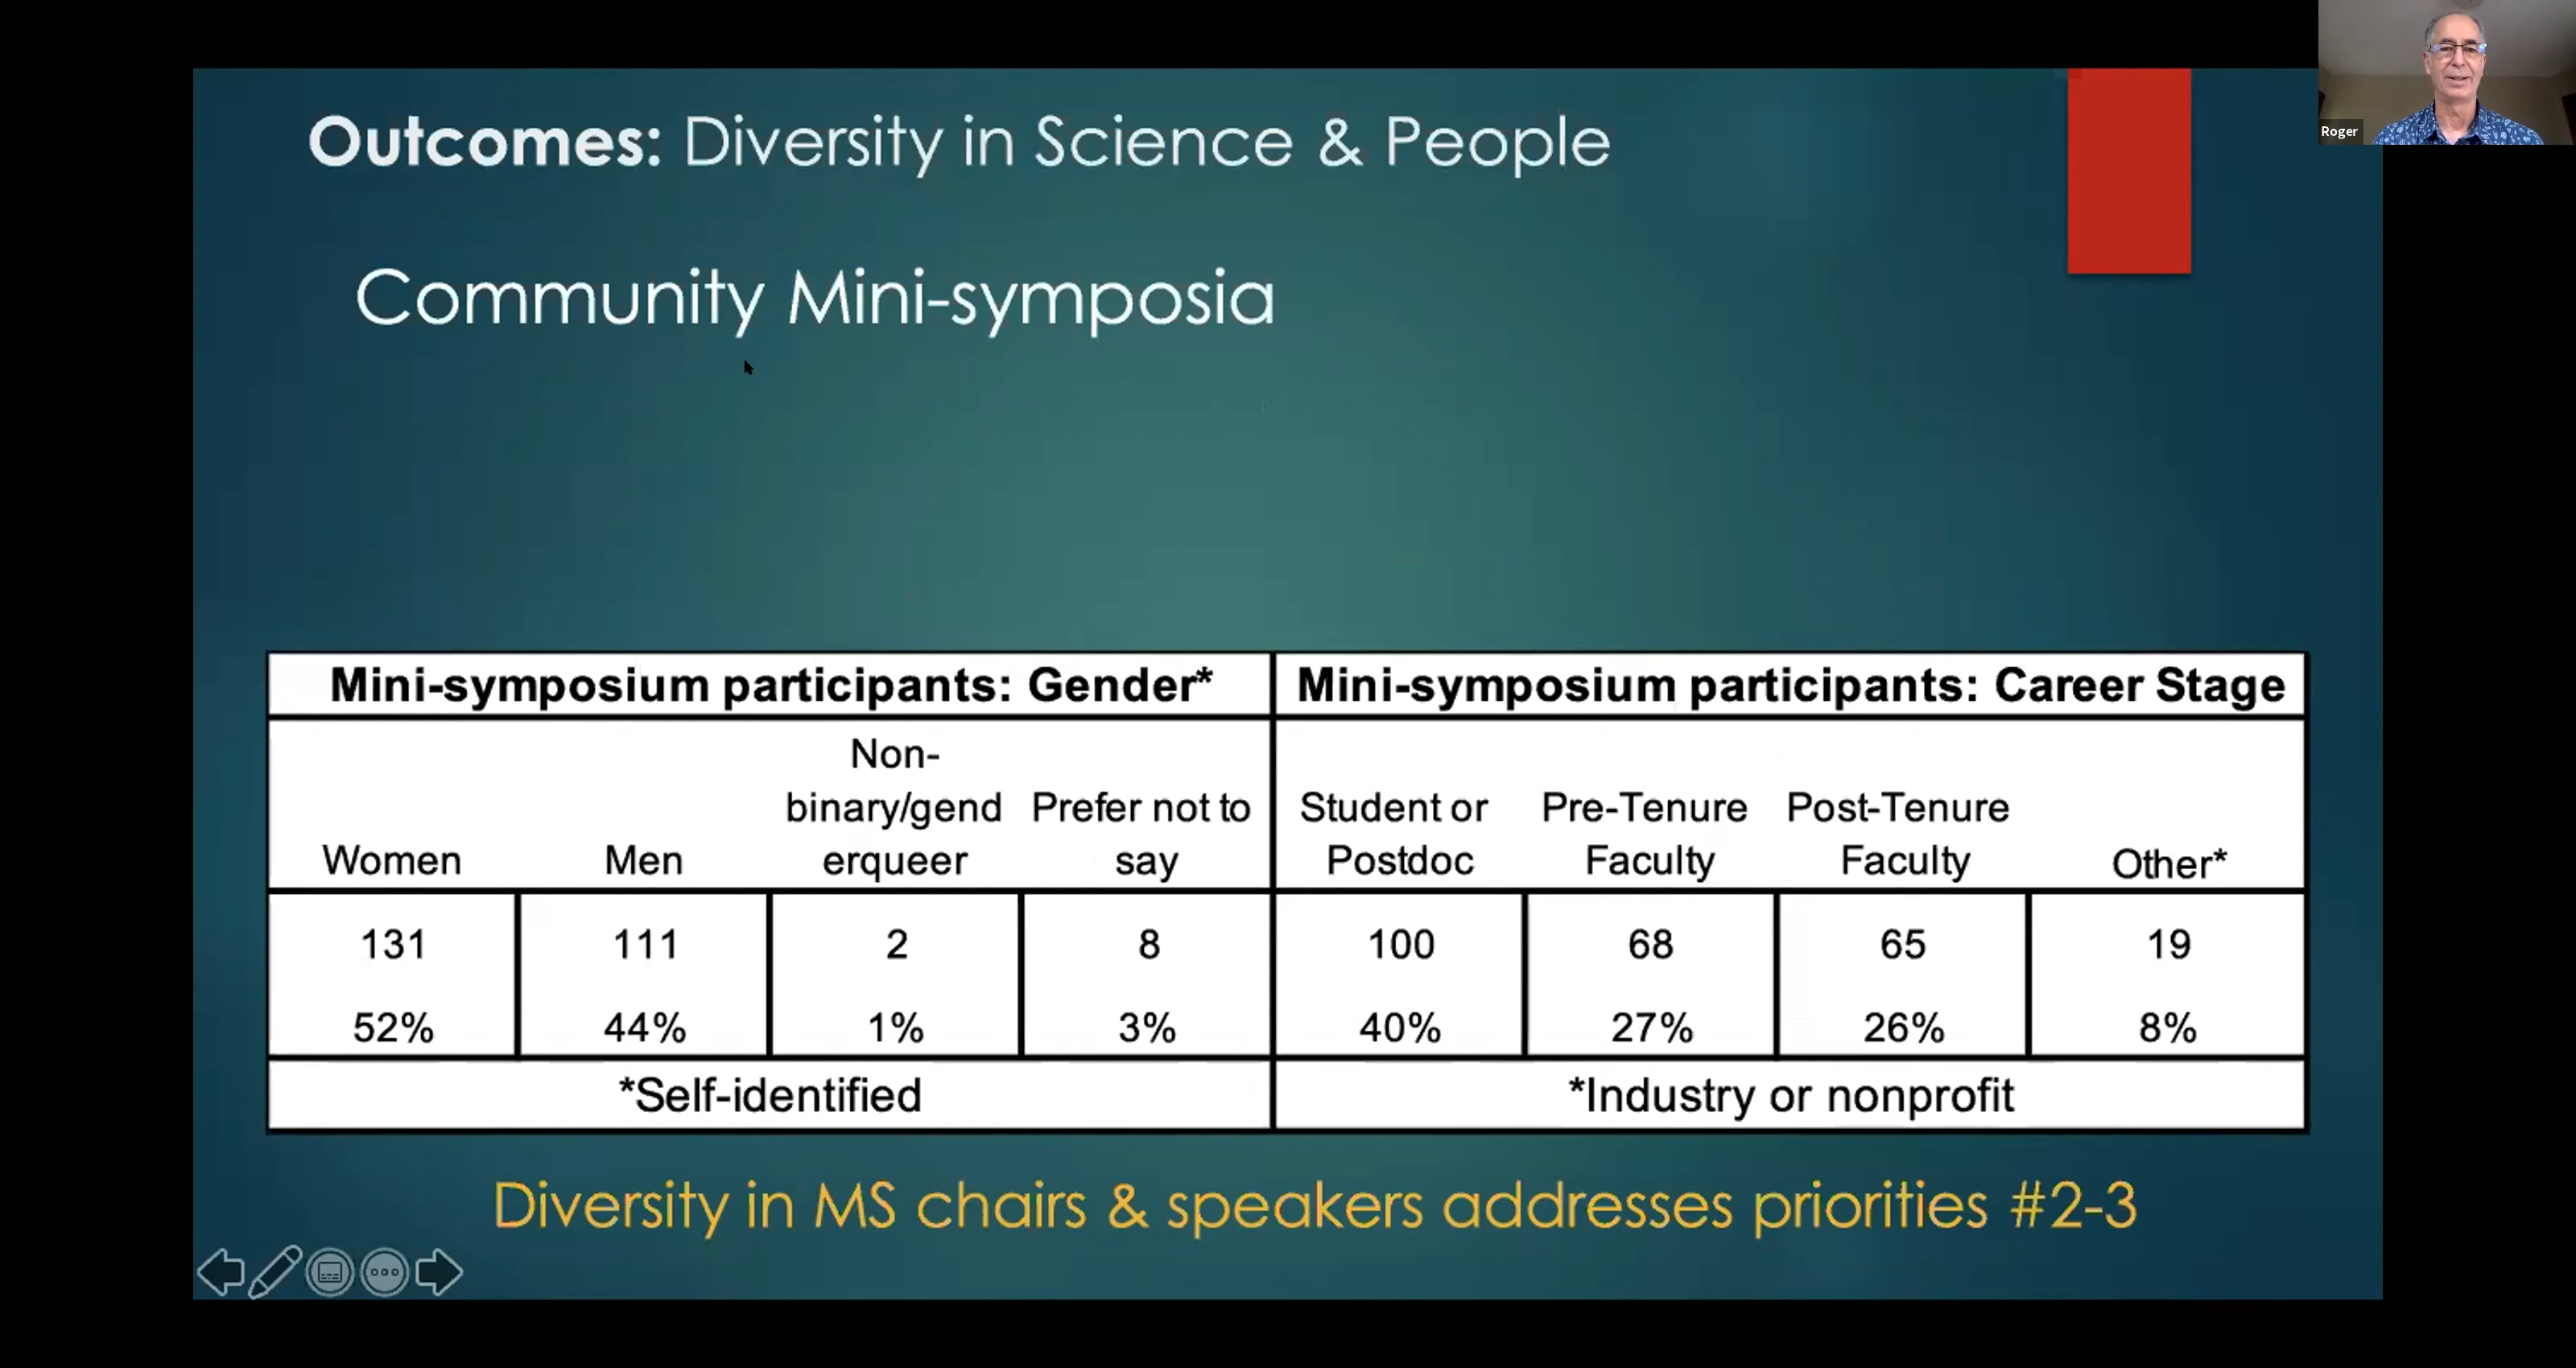 Outcomes: Diversity in Science & People
Roger
Community Mini-symposia
Mini-symposium participants: Gender*
Mini-symposium participants: Career Stage
Women
Men
Non-
binary/gend
erqueer
Prefer not to
say
Student or
Postdoc
Pre-Tenure
Faculty
Post-Tenure
Faculty
Other*
131
111
2
8
100
68
65
19
52%
44%
1%
3%
40%
27%
26%
8%
*Self-identified
*Industry or nonprofit
Diversity in MS chairs & speakers addresses priorities #2-3